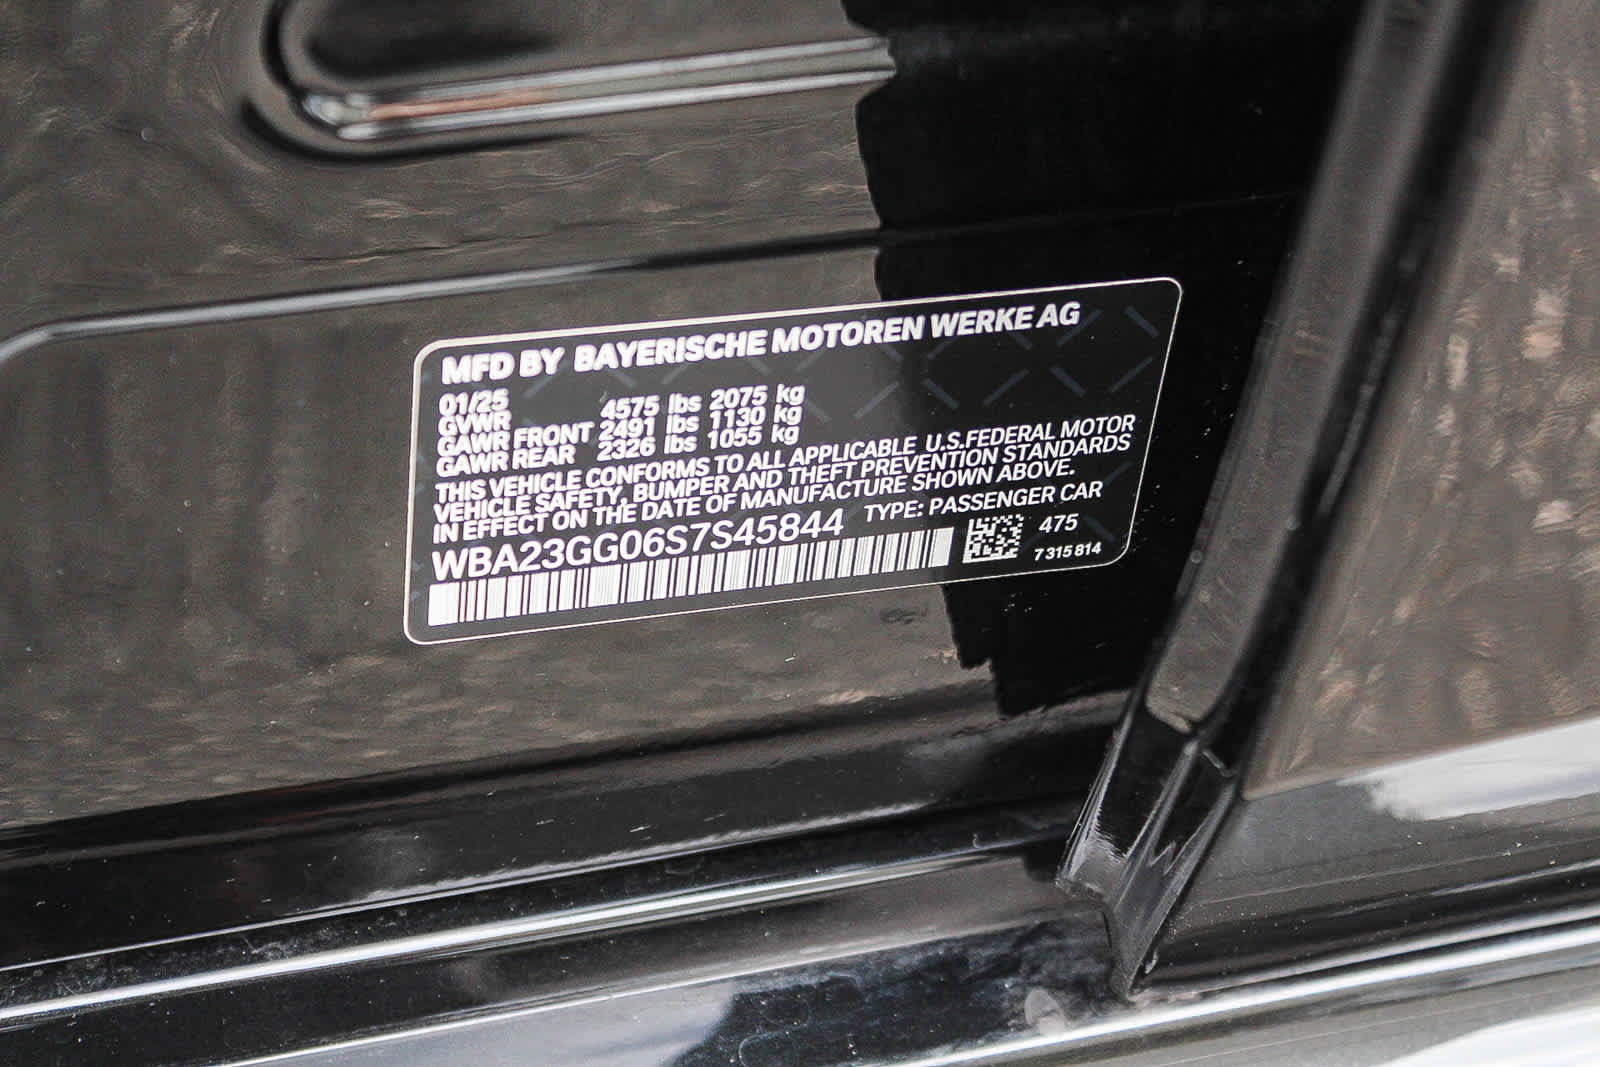 MFD BY BAYERISCHE MOTOREN WERKE AG
01/25
GVWR 4575 lbs 2075 kg
GAWR FRONT 2491 lbs 1130 kg
GAWR REAR 2326 lbs 1055 kg
THIS VEHICLE CONFORMS TO ALL APPLICABLE U.S.FEDERAL MOTOR
VEHICLE SAFETY, BUMPER AND THEFT PREVENTION STANDARDS
IN EFFECT ON THE DATE OF MANUFACTURE SHOWN ABOVE.
WBA23GG06S7S45844 TYPE: PASSENGER CAR
475
7 315 814